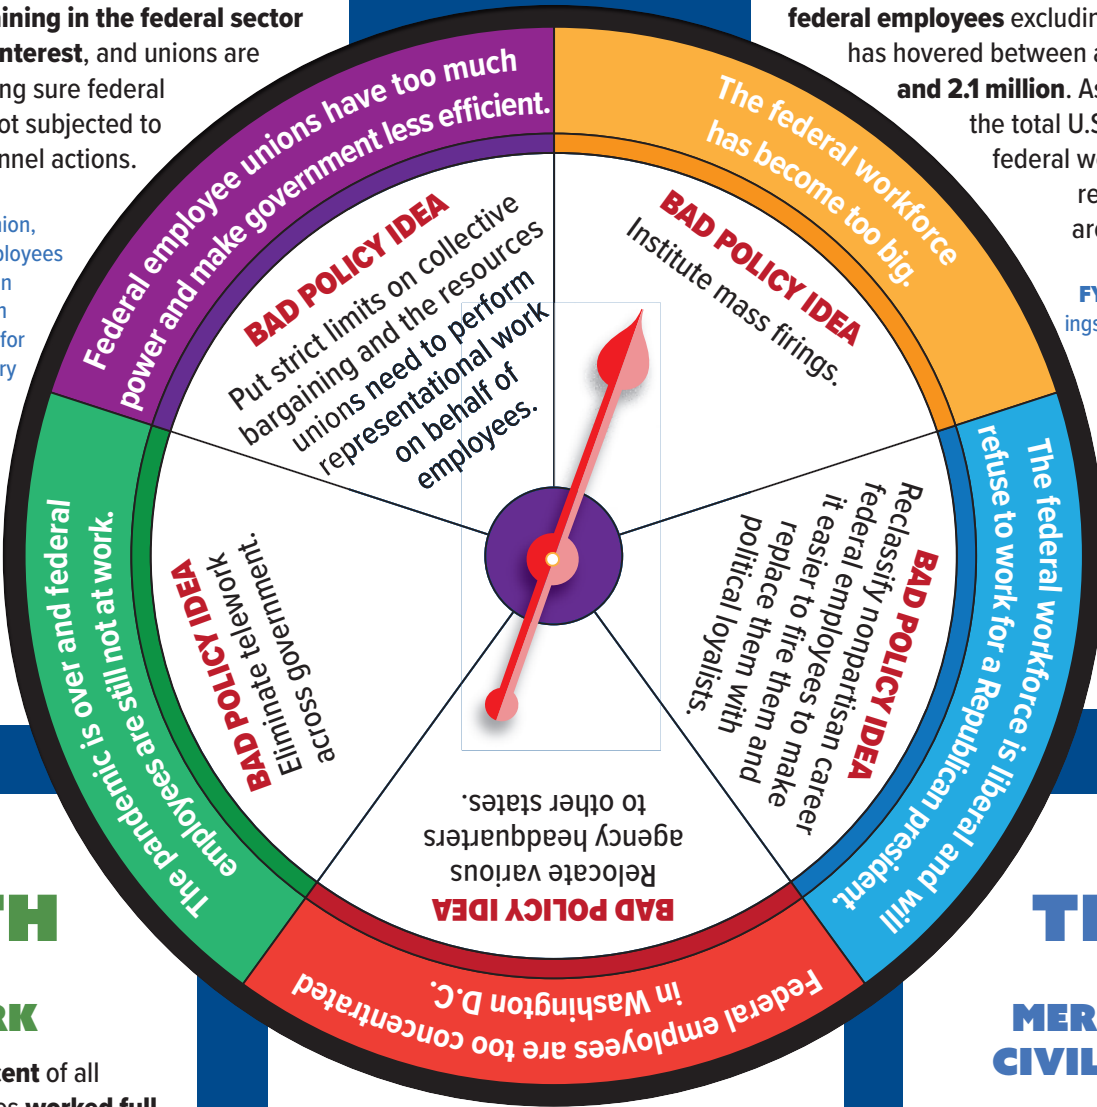 ining in the federal sector
nterest, and unions are
ng sure federal
ot subjected to
nnel actions.
ion,
ployees
n
n
for
ry
federal employees excludin
has hovered between a
and 2.1 million. As
the total U.S
federal w
re
are
FY
ings
Federal employee unions have too much
power and make government less efficient.
BAD POLICY IDEA
Put strict limits on collective
bargaining and the resources
unions need to perform
representational work
on behalf of
employees.
The federal workforce
has become too big.
BAD POLICY IDEA
Institute mass firings.
The federal workforce is liberal and will
refuse to work for a Republican president.
BAD POLICY IDEA
Reclassify nonpartisan career
federal employees to make
it easier to fire them and
replace them with
political loyalists.
Federal employees are too concentrated
in Washington D.C.
BAD POLICY IDEA
Relocate various
agency headquarters
to other states.
The pandemic is over and federal
employees are still not at work.
BAD POLICY IDEA
Eliminate telework
across government.
TH
RK
cent of all
es worked full
MER
CIVIL